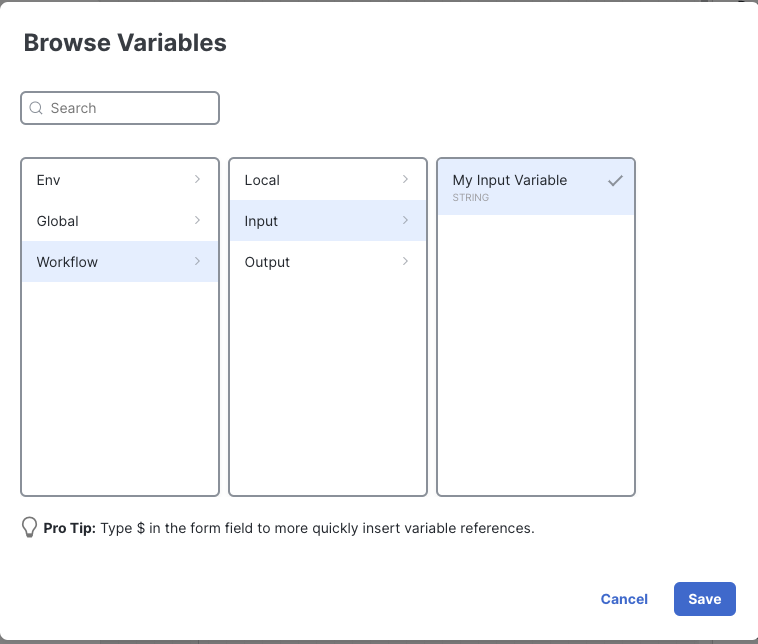 Browse Variables
Search
Env
Global
Workflow
Local
Input
Output
My Input Variable
STRING
Pro Tip: Type $ in the form field to more quickly insert variable references.
Cancel
Save